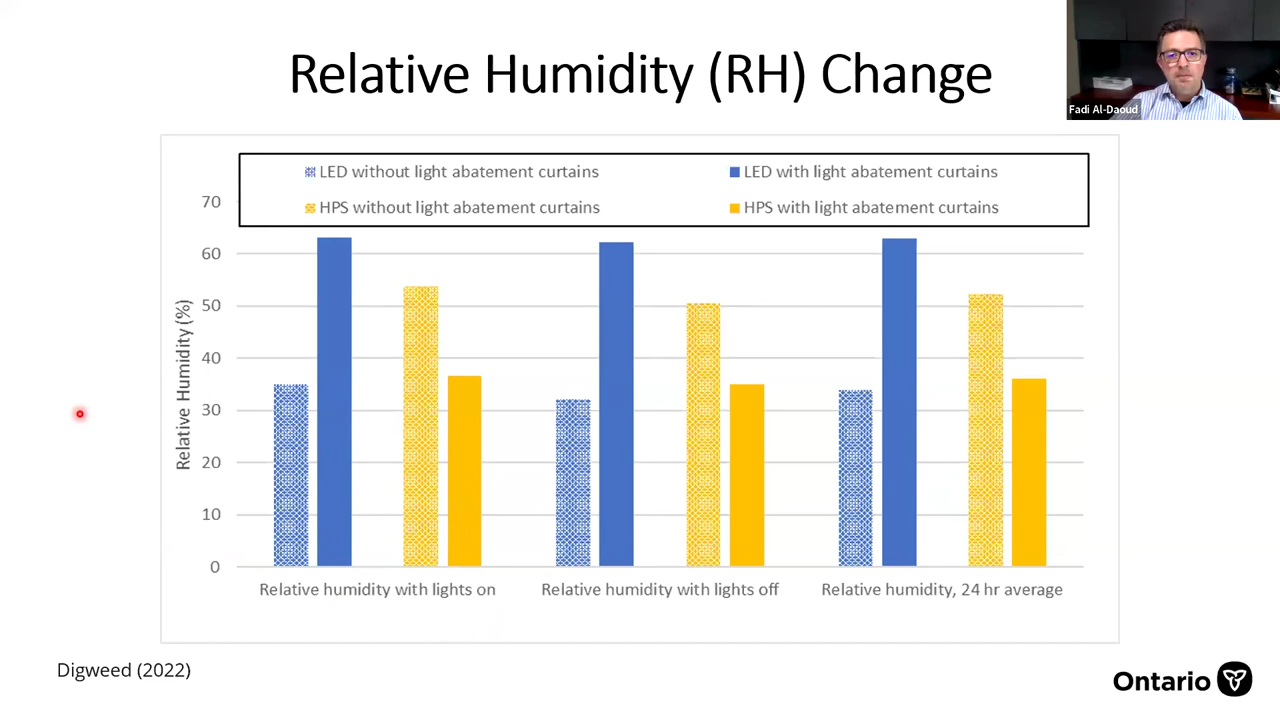 Relative Humidity (RH) Change
Fadi Al-Daoud
LED without light abatement curtains
LED with light abatement curtains
HPS without light abatement curtains
HPS with light abatement curtains
70
60
50
40
30
20
10
0
Relative Humidity (%)
Relative humidity with lights on
Relative humidity with lights off
Relative humidity, 24 hr average
Digweed (2022)
Ontario